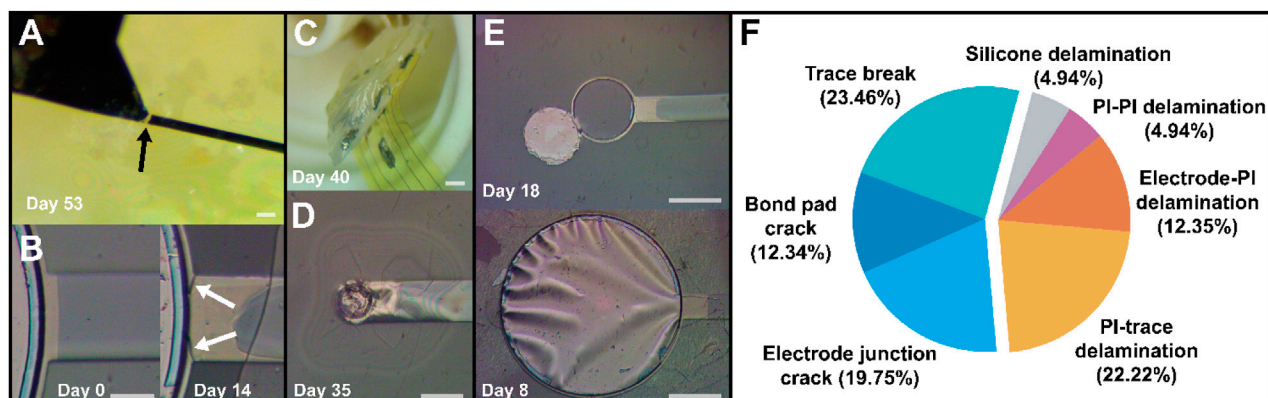 A
Day 53
B
Day 0
Day 14
C
Day 40
D
Day 35
E
Day 18
Day 8
F
Silicone delamination
(4.94%)
Trace break
(23.46%)
PI-PI delamination
(4.94%)
Electrode-PI
delamination
(12.35%)
Bond pad
crack
(12.34%)
Electrode junction
crack (19.75%)
PI-trace
delamination
(22.22%)